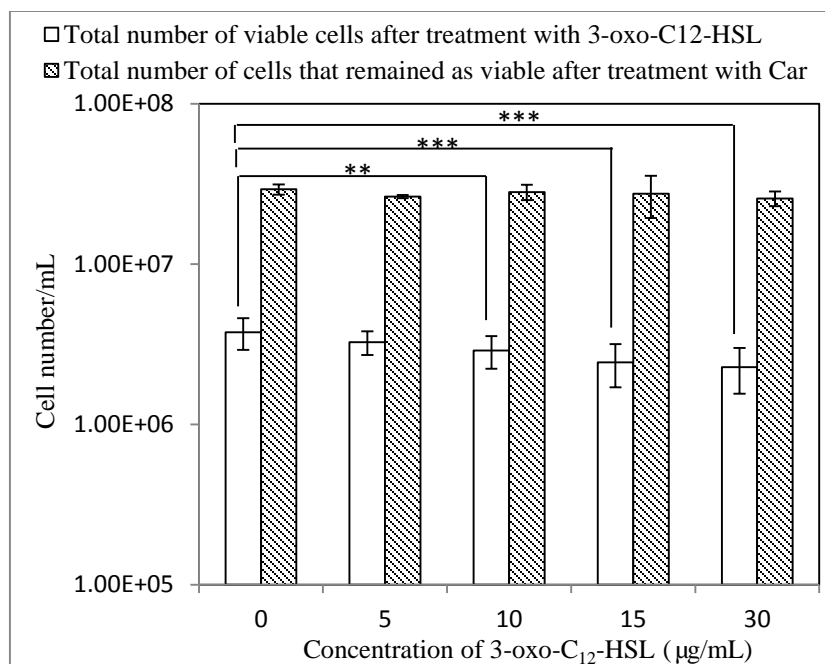 Total number of viable cells after treatment with 3-oxo-C12-HSL
Total number of cells that remained as viable after treatment with Car
1.00E+08
1.00E+07
1.00E+06
1.00E+05
Cell number/mL
***
***
**
0 5 10 15 30
Concentration of 3-oxo-C₁₂-HSL (µg/mL)